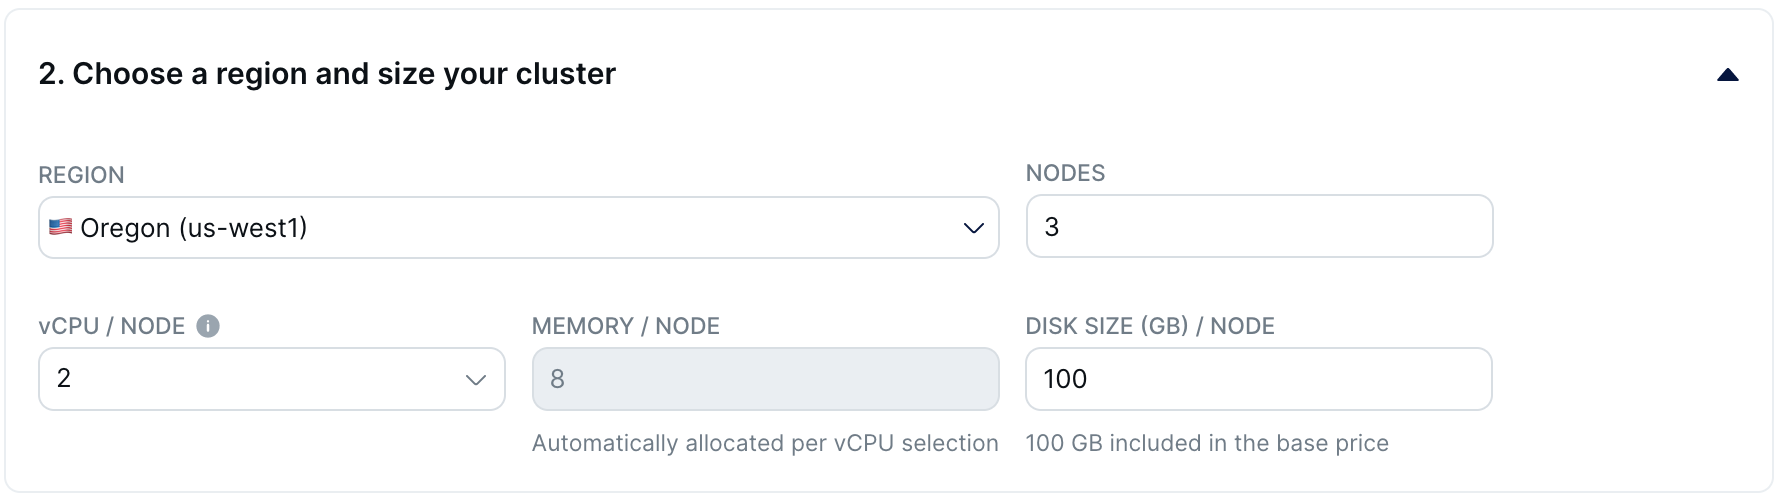 2. Choose a region and size your cluster
REGION
NODES
Oregon (us-west1)
3
vCPU / NODE
MEMORY / NODE
DISK SIZE (GB) / NODE
2
8
100
Automatically allocated per vCPU selection
100 GB included in the base price